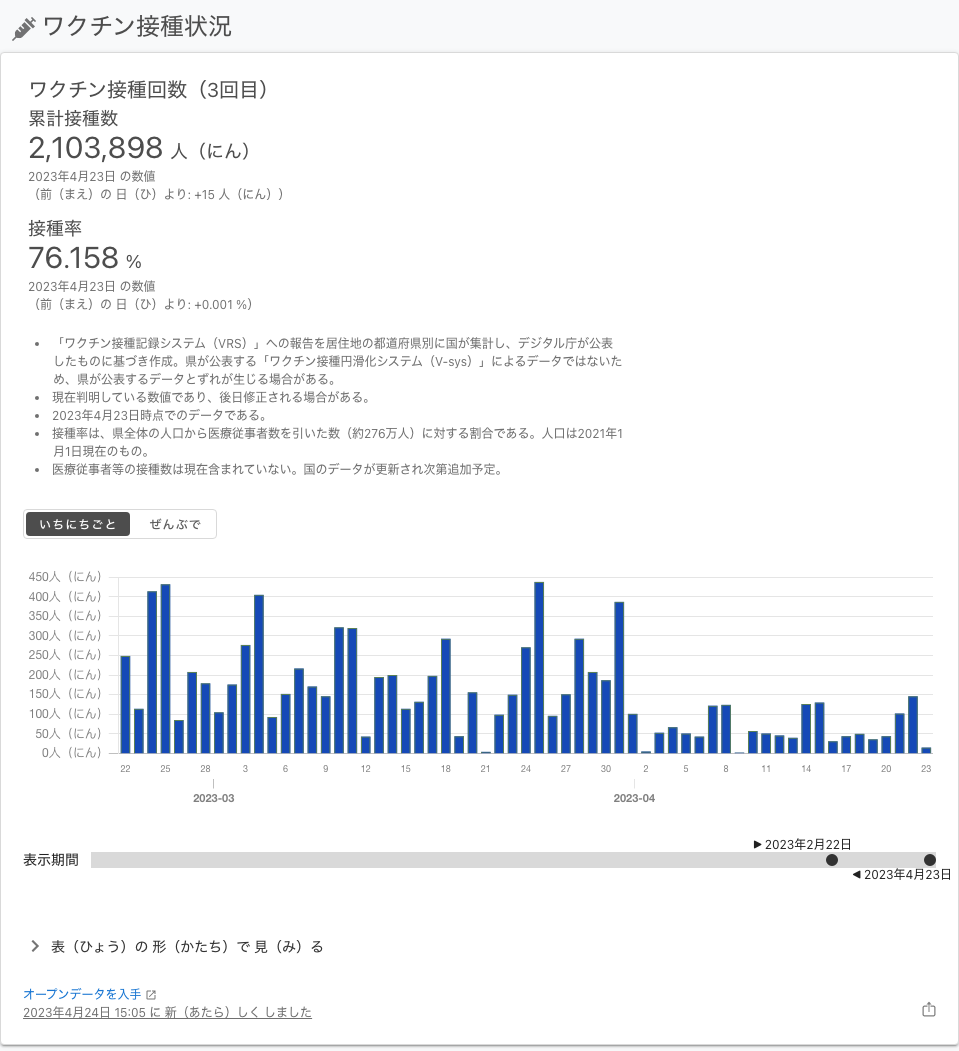 ワクチン接種状況
ワクチン接種回数（3回目）
累計接種数
2,103,898 人（にん）
2023年4月23日 の数値
（前（まえ）の 日（ひ）より: +15 人（にん））
接種率
76.158 %
2023年4月23日 の数値
（前（まえ）の 日（ひ）より: +0.001 %）
• 「ワクチン接種記録システム（VRS）」への報告を居住地の都道府県別に国が集計し、デジタル庁が公表
したものに基づき作成。県が公表する「ワクチン接種円滑化システム（V-sys）」によるデータではないた
め、県が公表するデータとずれが生じる場合がある。
• 現在判明している数値であり、後日修正される場合がある。
• 2023年4月23日時点でのデータである。
• 接種率は、県全体の人口から医療従事者数を引いた数（約276万人）に対する割合である。人口は2021年1
月1日現在のもの。
• 医療従事者等の接種数は現在含まれていない。国のデータが更新され次第追加予定。
いちにちごと ぜんぶで
450人（にん）
400人（にん）
350人（にん）
300人（にん）
250人（にん）
200人（にん）
150人（にん）
100人（にん）
50人（にん）
0人（にん）
22 25 28 3 6 9 12 15 18 21 24 27 30 2 5 8 11 14 17 20 23
2023-03 2023-04
▶ 2023年2月22日
表示期間
◀ 2023年4月23日
表（ひょう）の 形（かたち）で 見（み）る
オープンデータを入手
2023年4月24日 15:05 に 新（あたら）しく しました